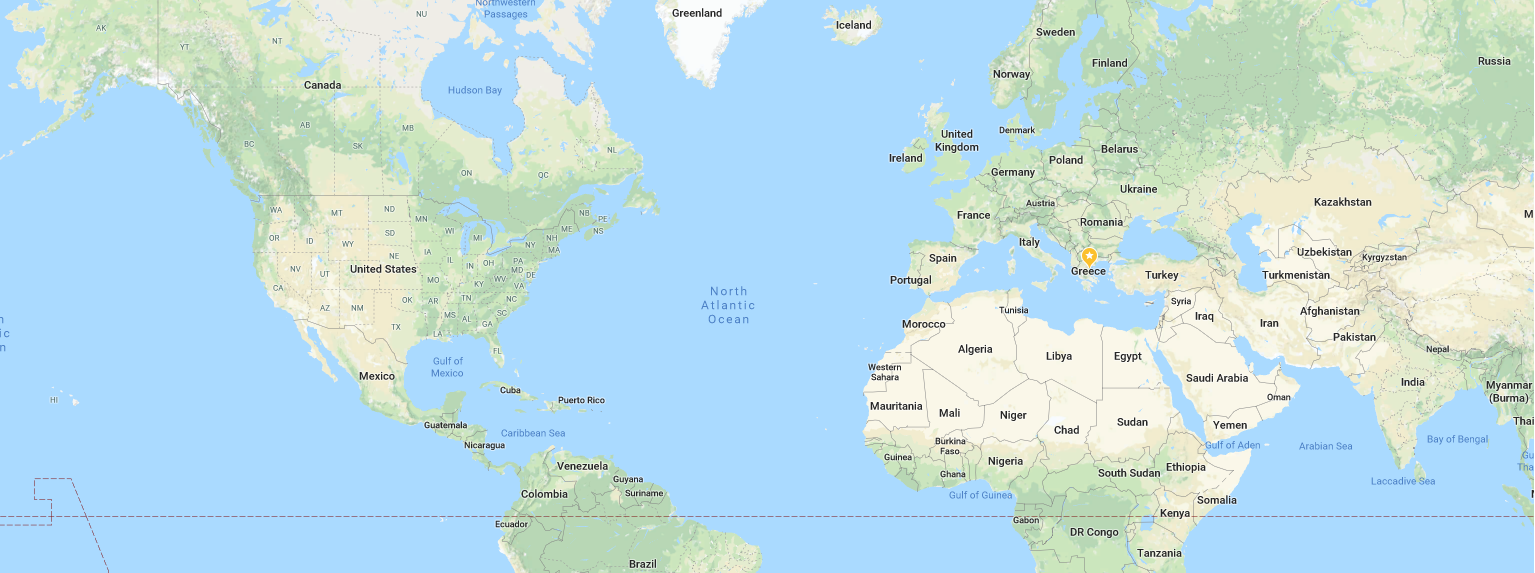 Northwestern
Passages
Greenland
Iceland
AK
YT
NT
NU
Canada
Hudson Bay
Sweden
Norway
Finland
Russia
BC
AB
SK
MB
ON
QC
NL
United
Kingdom
Ireland
Denmark
Belarus
Poland
Germany
Ukraine
Austria
France
Romania
Kazakhstan
M
WA
MT
ND
MN
NB
PE
NS
ME
OR
ID
SD
WI
MI
NH
NY
MA
WY
IA
NE
Italy
Spain
Portugal
Greece
Turkey
Uzbekistan
Kyrgyzstan
Turkmenistan
NV
UT
United States
IL
IN
OH
PA
MD
DE
CA
KS
WV
KY
VA
AZ
NM
OK
AR
TN
NC
MS
AL
SC
GA
TX
LA
FL
North
Atlantic
Ocean
n
ic
n
Tunisia
Syria
Iraq
Iran
Afghanistan
Pakistan
Nepal
Morocco
Algeria
Libya
Egypt
Western
Sahara
Saudi Arabia
Oman
India
Myanmar
(Burma)
Gulf of
Mexico
Mexico
Cuba
Puerto Rico
HI
Mauritania
Mali
Niger
Chad
Sudan
Yemen
Thai
Guatemala
Caribbean Sea
Nicaragua
Burkina
Faso
Guinea
Ghana
Nigeria
Gulf of Aden
Arabian Sea
Bay of Bengal
Gu
Tha
Venezuela
Guyana
Suriname
Colombia
South Sudan
Ethiopia
Laccadive Sea
Gulf of Guinea
Somalia
Ecuador
Gabon
Kenya
DR Congo
Brazil
Tanzania